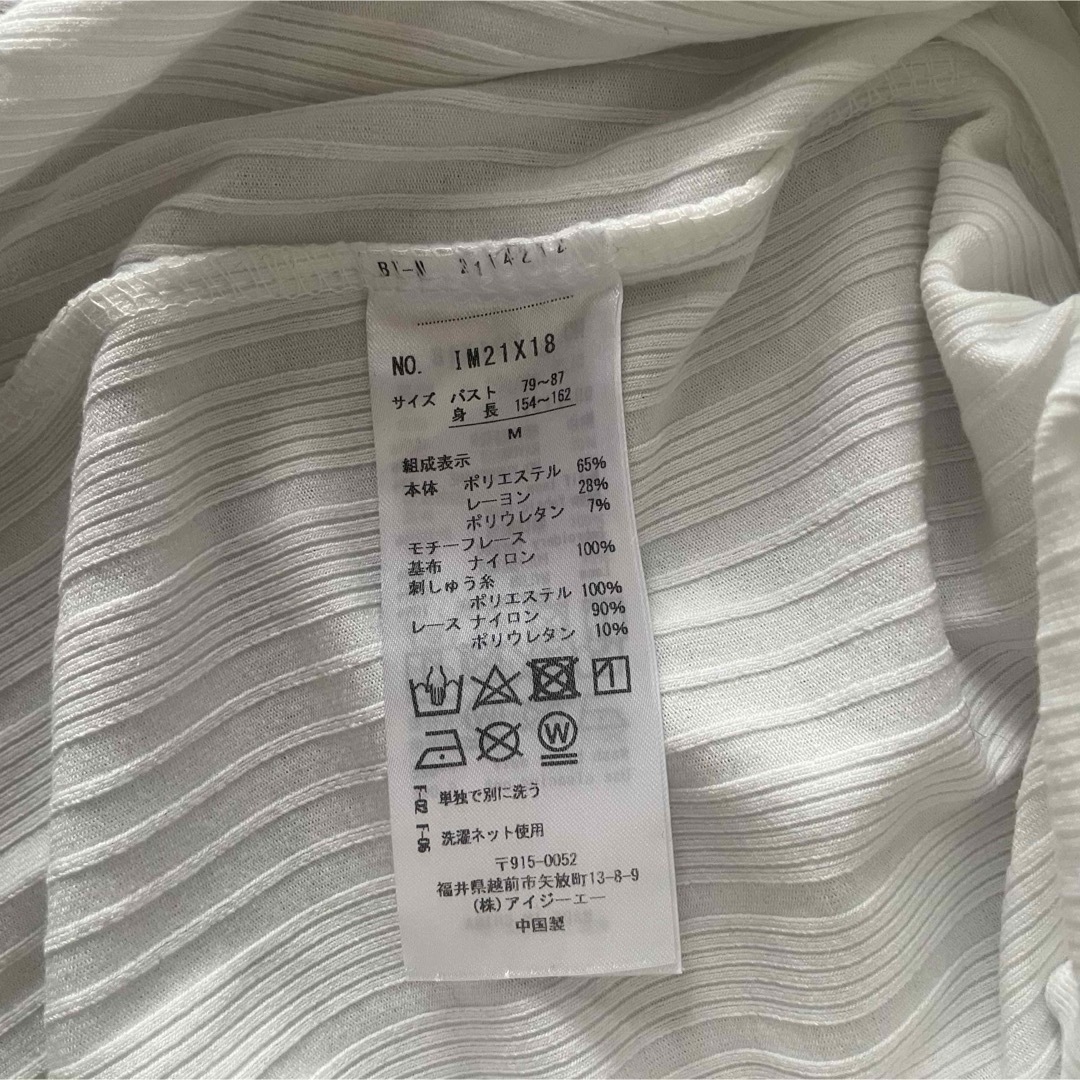 NO. IM21X18
サイズ バスト 79～87
身長 154～162
M
組成表示
本体 ポリエステル 65%
レーヨン 28%
ポリウレタン 7%
モチーフレース
基布 ナイロン 100%
刺しゅう糸
ポリエステル 100%
レース ナイロン 90%
ポリウレタン 10%
W
F-02 単独で別に洗う
F-06 洗濯ネット使用
〒915-0052
福井県越前市矢放町13-8-9
(株)アイジーエー
中国製